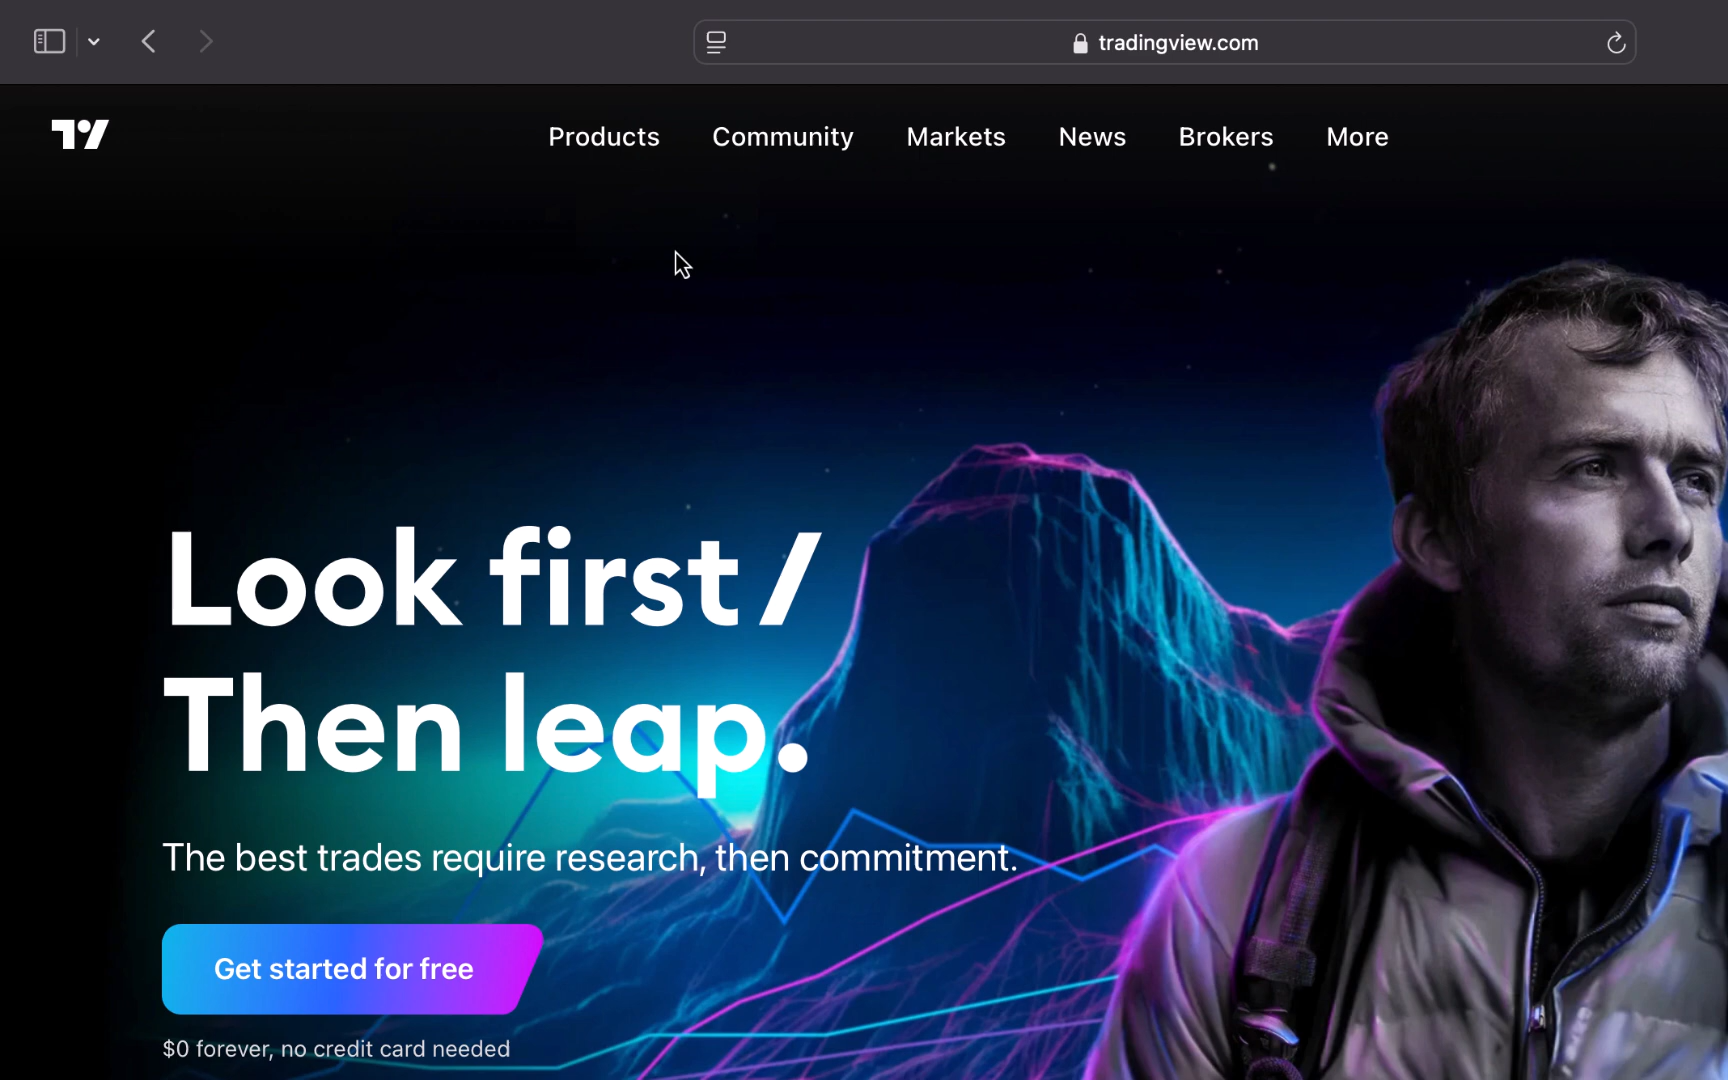 tradingview.com
Products Community Markets News Brokers More
Look first /
Then leap.
The best trades require research, then commitment.
Get started for free
$0 forever, no credit card needed